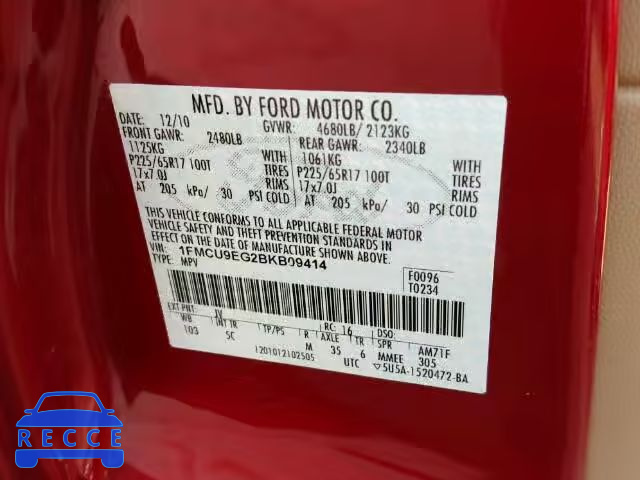 MFD. BY FORD MOTOR CO.
DATE: 12/10 GVWR: 4680LB/ 2123KG
FRONT GAWR: 2480LB REAR GAWR: 2340LB
1125KG WITH 1061KG WITH
P225/65R17 100T TIRES P225/65R17 100T TIRES
17x7.0J RIMS 17x7.0J RIMS
AT 205 kPa/ 30 PSI COLD AT 205 kPa/ 30 PSI COLD
THIS VEHICLE CONFORMS TO ALL APPLICABLE FEDERAL MOTOR
VEHICLE SAFETY AND THEFT PREVENTION STANDARDS IN
EFFECT ON THE DATE OF MANUFACTURE SHOWN ABOVE.
VIN: 1FMCU9EG2BKB09414
TYPE: MPV
F0096
T0234
EXT PNT: JV RC: 16 DSO:
WB INT TR TP/PS R AXLE TR SPR AM71F
103 5C M 35 6 MMEE 305
1201012102505 UTC ▽5U5A-1520472-BA
RECCE